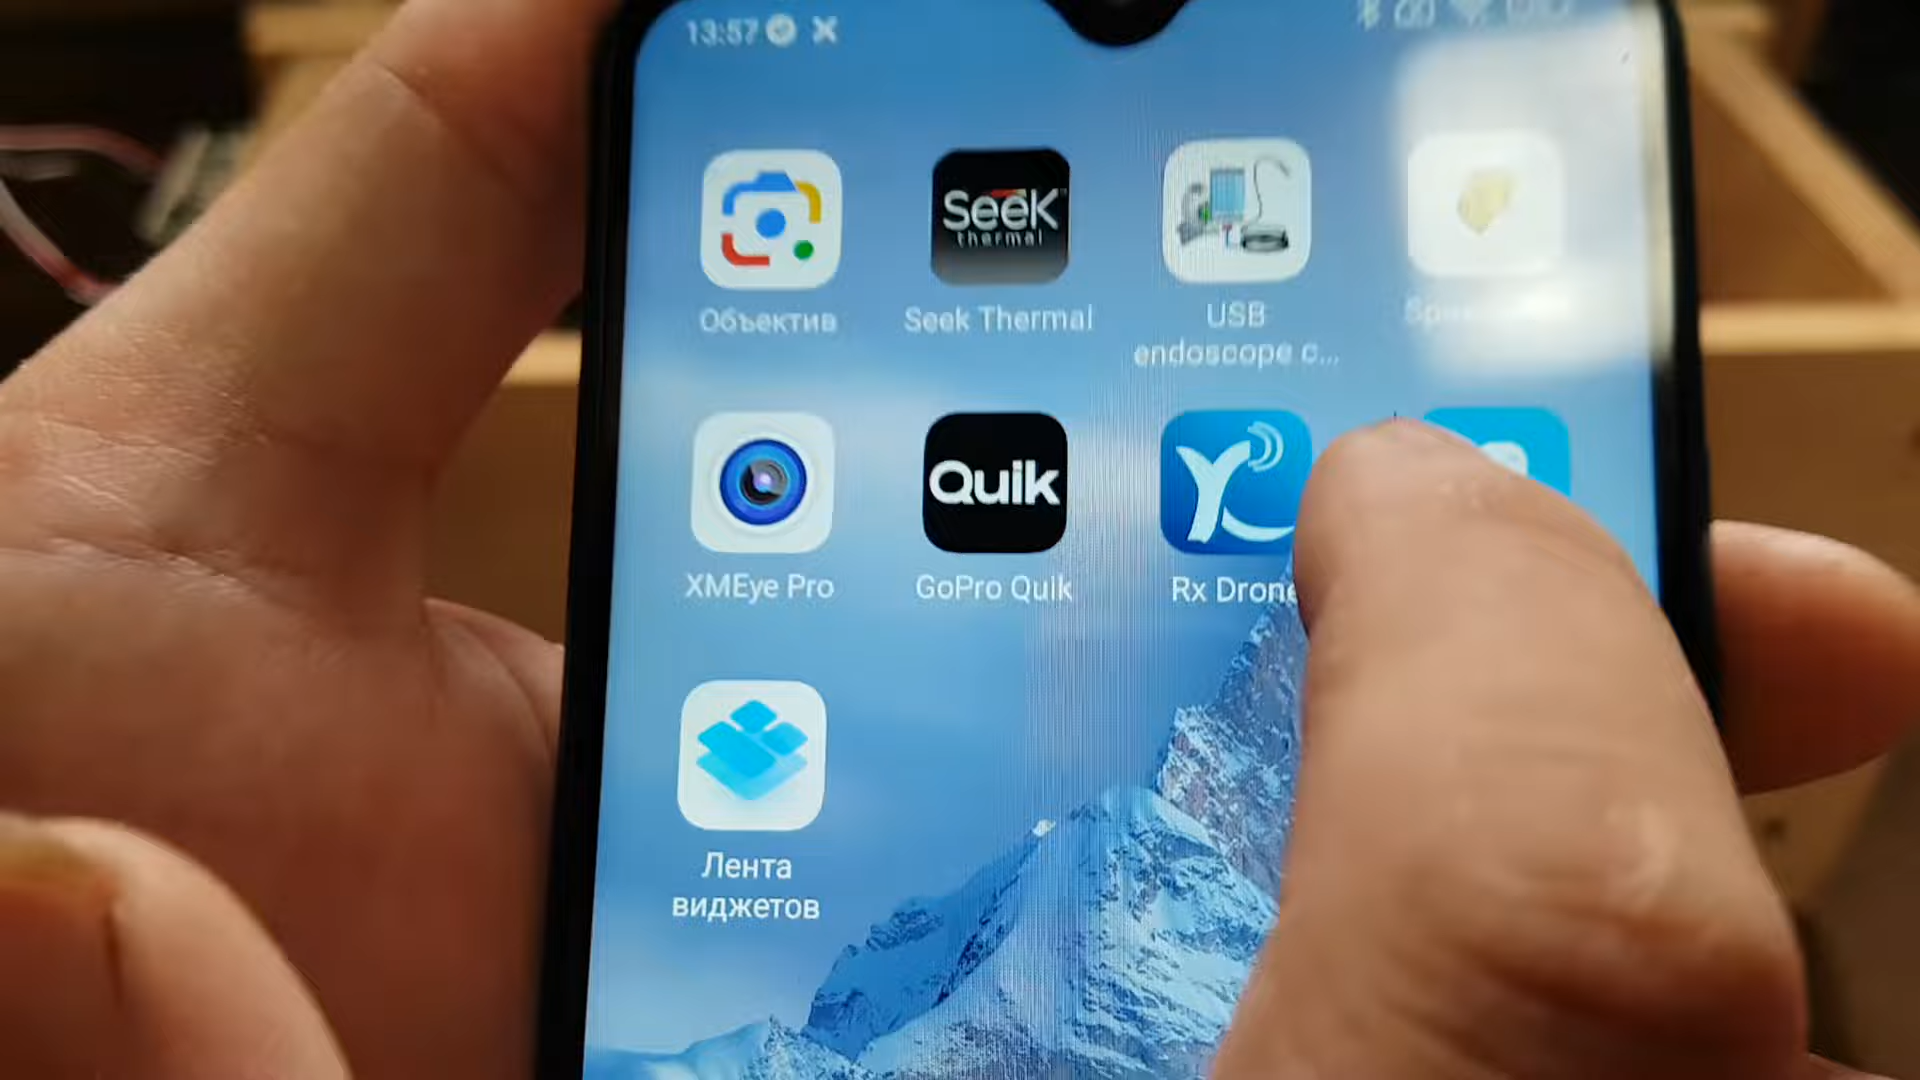 13:57
Объектив
Seek
thermal
Seek Thermal
USB
endoscope c...
XMEye Pro
Quik
GoPro Quik
Rx Drone
Лента
виджетов